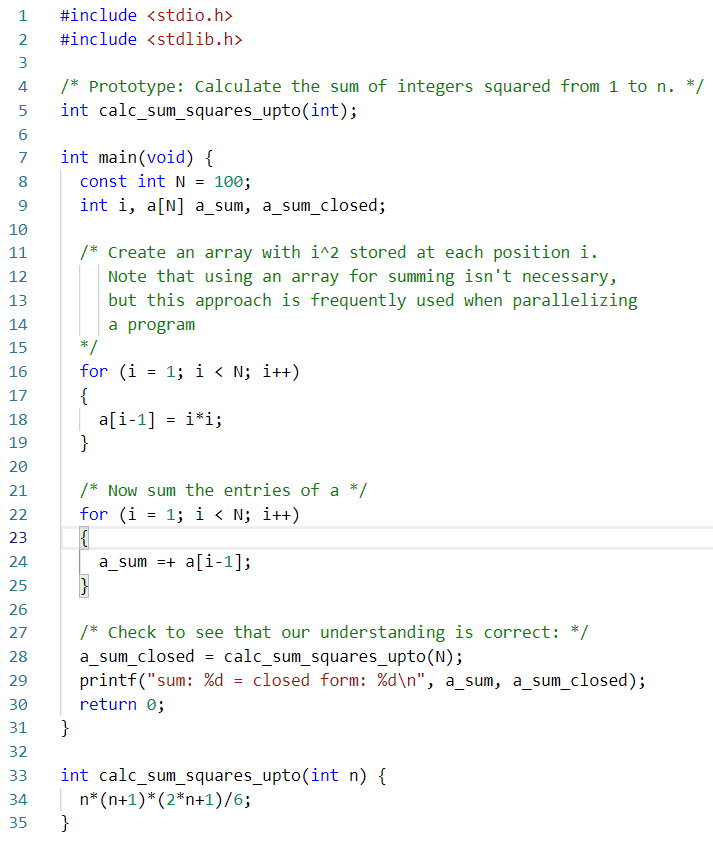 1 #include <stdio.h>
2 #include <stdlib.h>
3
4 /* Prototype: Calculate the sum of integers squared from 1 to n. */
5 int calc_sum_squares_upto(int);
6
7 int main(void) {
8   const int N = 100;
9   int i, a[N] a_sum, a_sum_closed;
10
11   /* Create an array with i^2 stored at each position i.
12      Note that using an array for summing isn't necessary,
13      but this approach is frequently used when parallelizing
14      a program
15   */
16   for (i = 1; i < N; i++)
17   {
18     a[i-1] = i*i;
19   }
20
21   /* Now sum the entries of a */
22   for (i = 1; i < N; i++)
23   {
24     a_sum =+ a[i-1];
25   }
26
27   /* Check to see that our understanding is correct: */
28   a_sum_closed = calc_sum_squares_upto(N);
29   printf("sum: %d = closed form: %d\n", a_sum, a_sum_closed);
30   return 0;
31 }
32
33 int calc_sum_squares_upto(int n) {
34   n*(n+1)*(2*n+1)/6;
35 }